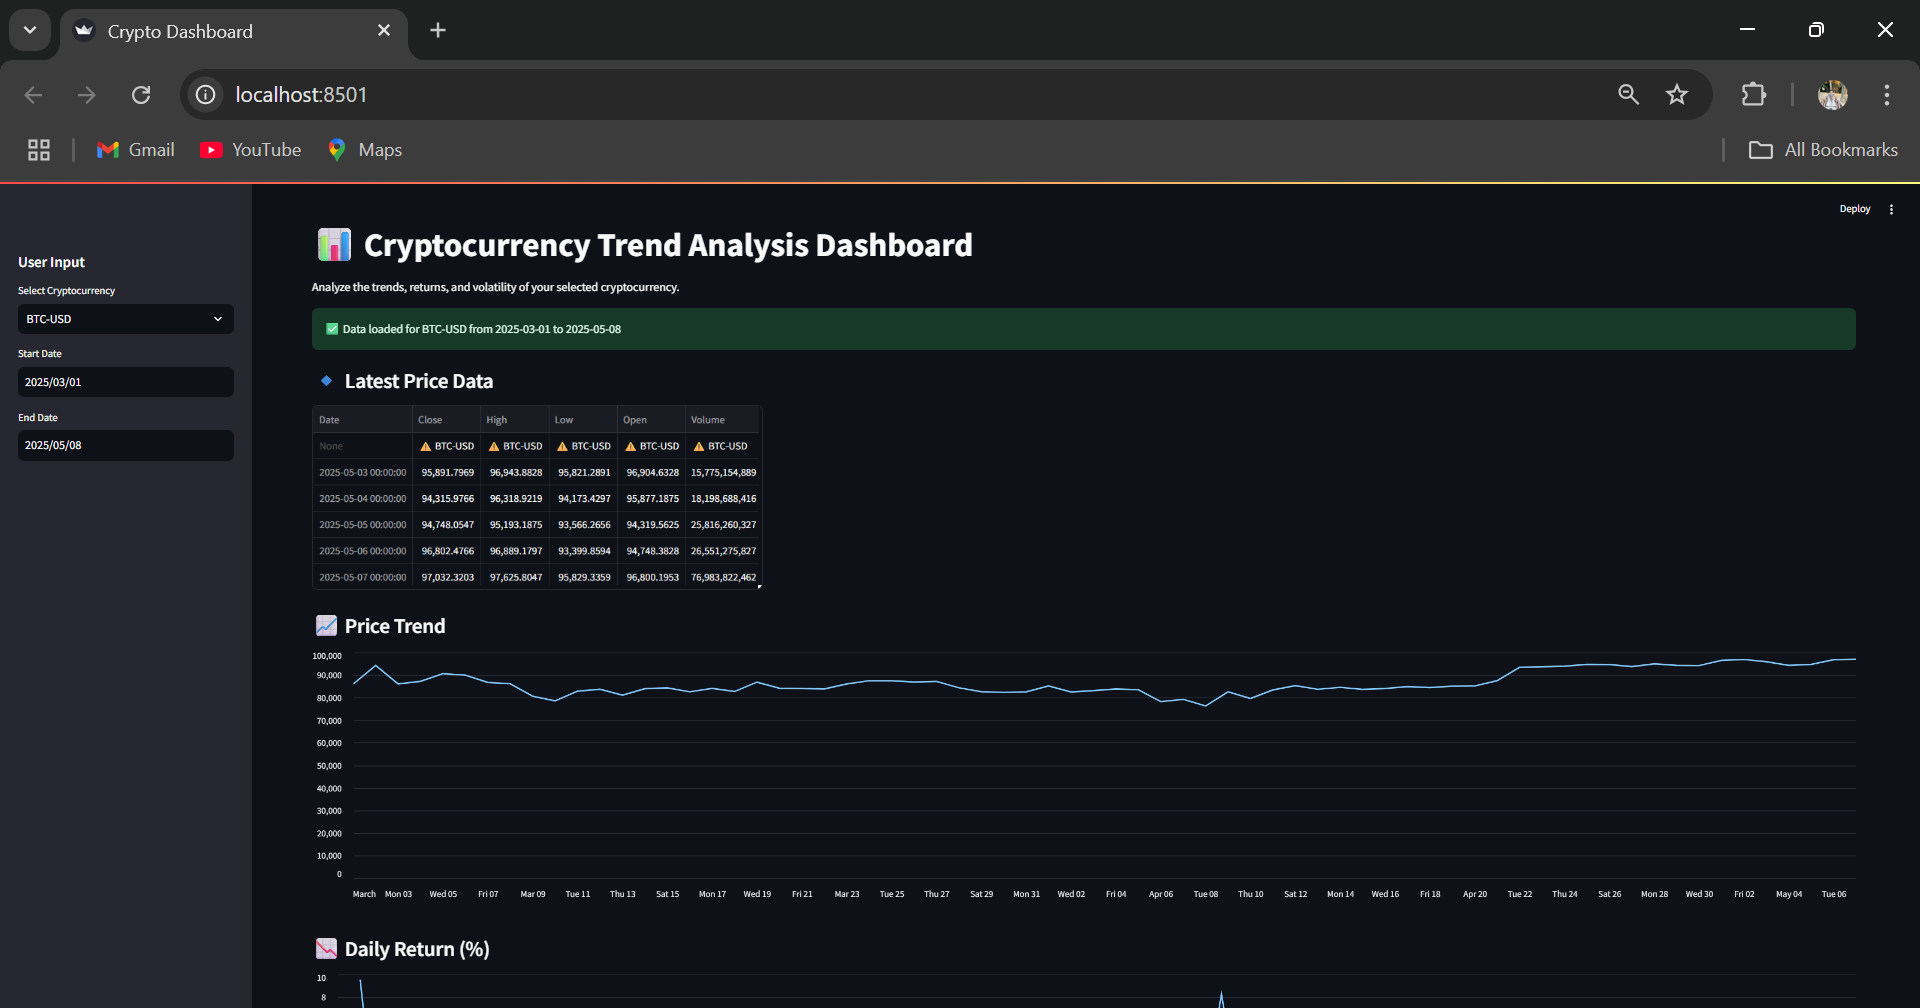 Crypto Dashboard
localhost:8501
Gmail YouTube Maps All Bookmarks
Deploy
User Input
Select Cryptocurrency
BTC-USD
Start Date
2025/03/01
End Date
2025/05/08
Cryptocurrency Trend Analysis Dashboard
Analyze the trends, returns, and volatility of your selected cryptocurrency.
Data loaded for BTC-USD from 2025-03-01 to 2025-05-08
Latest Price Data
Date Close High Low Open Volume
None BTC-USD BTC-USD BTC-USD BTC-USD BTC-USD
2025-05-03 00:00:00 95,891.7969 96,943.8828 95,821.2891 96,904.6328 15,775,154,889
2025-05-04 00:00:00 94,315.9766 96,318.9219 94,173.4297 95,877.1875 18,198,688,416
2025-05-05 00:00:00 94,748.0547 95,193.1875 93,566.2656 94,319.5625 25,816,260,327
2025-05-06 00:00:00 96,802.4766 96,889.1797 93,399.8594 94,748.3828 26,551,275,827
2025-05-07 00:00:00 97,032.3203 97,625.8047 95,829.3359 96,800.1953 76,983,822,462
Price Trend
100,000
90,000
80,000
70,000
60,000
50,000
40,000
30,000
20,000
10,000
0
March Mon 03 Wed 05 Fri 07 Mar 09 Tue 11 Thu 13 Sat 15 Mon 17 Wed 19 Fri 21 Mar 23 Tue 25 Thu 27 Sat 29 Mon 31 Wed 02 Fri 04 Apr 06 Tue 08 Thu 10 Sat 12 Mon 14 Wed 16 Fri 18 Apr 20 Tue 22 Thu 24 Sat 26 Mon 28 Wed 30 Fri 02 May 04 Tue 06
Daily Return (%)
10
8